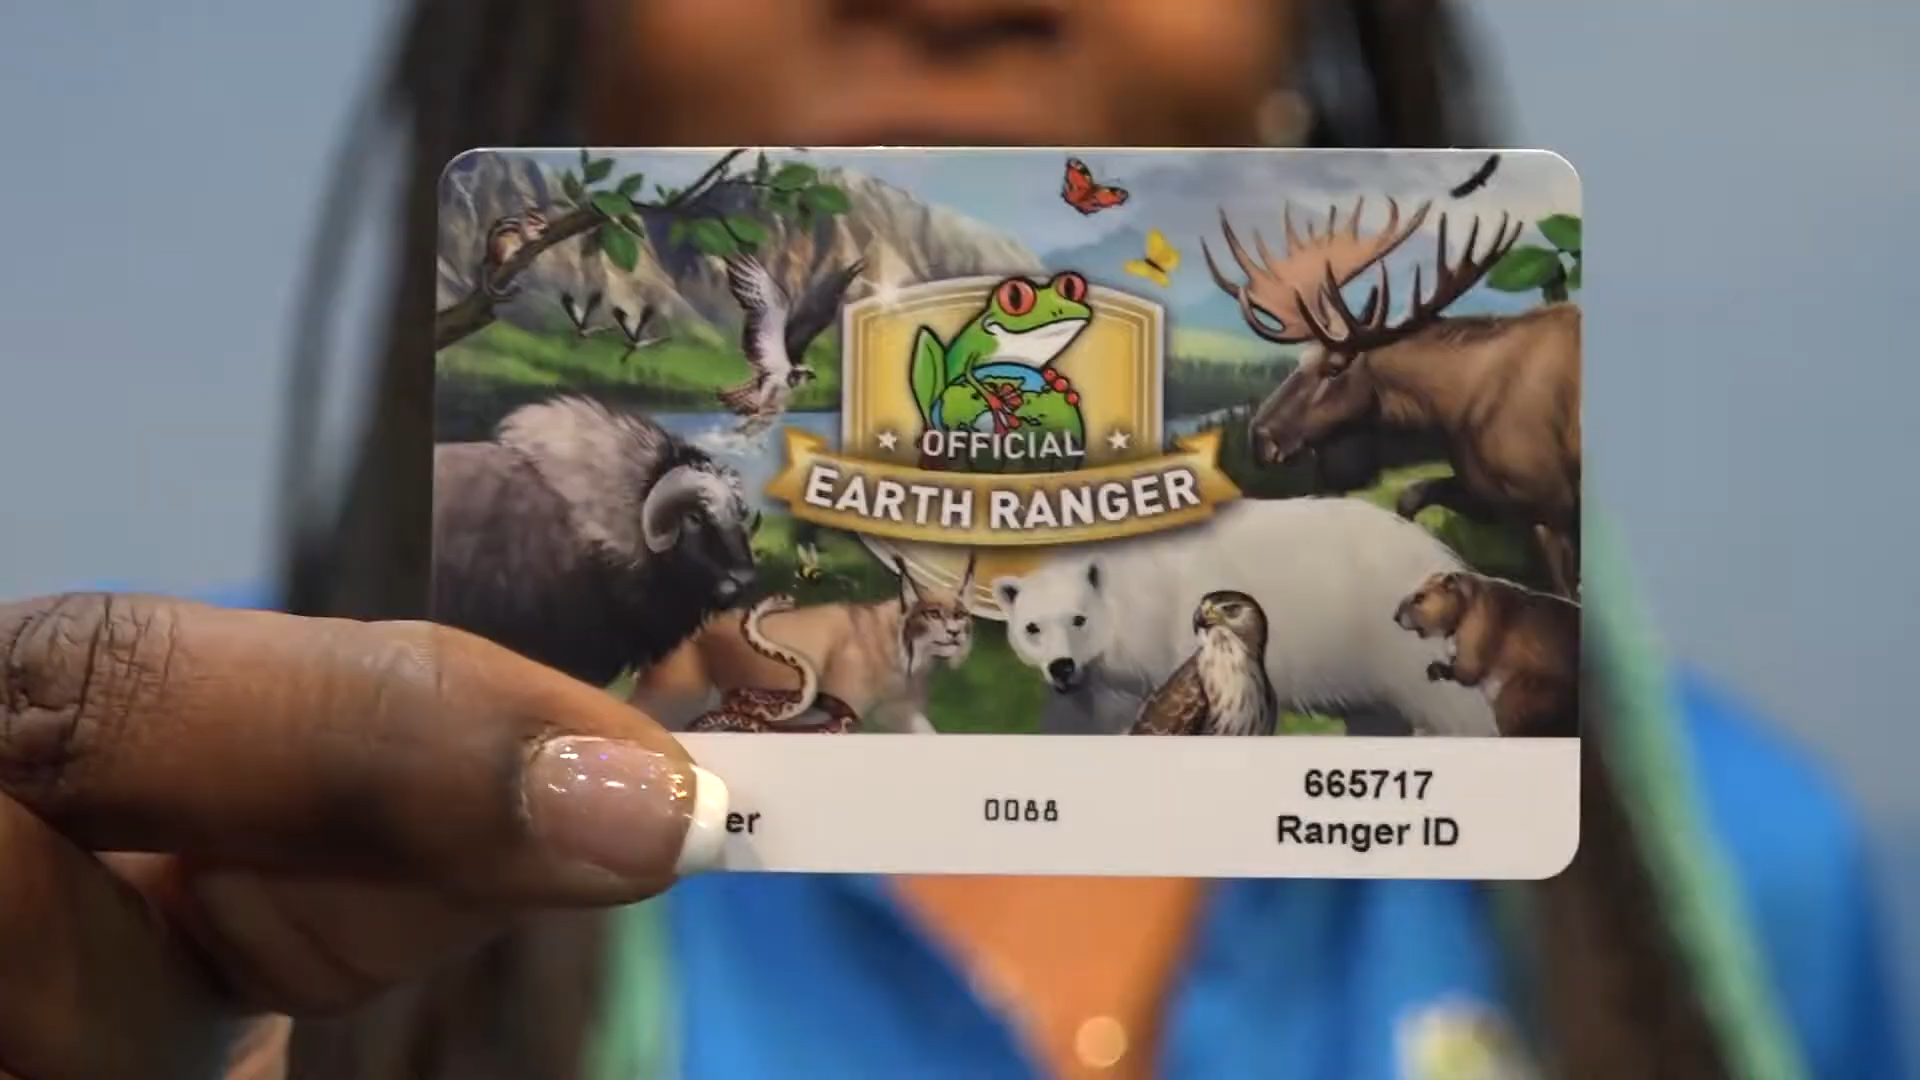 OFFICIAL
EARTH RANGER
er
0088
665717
Ranger ID